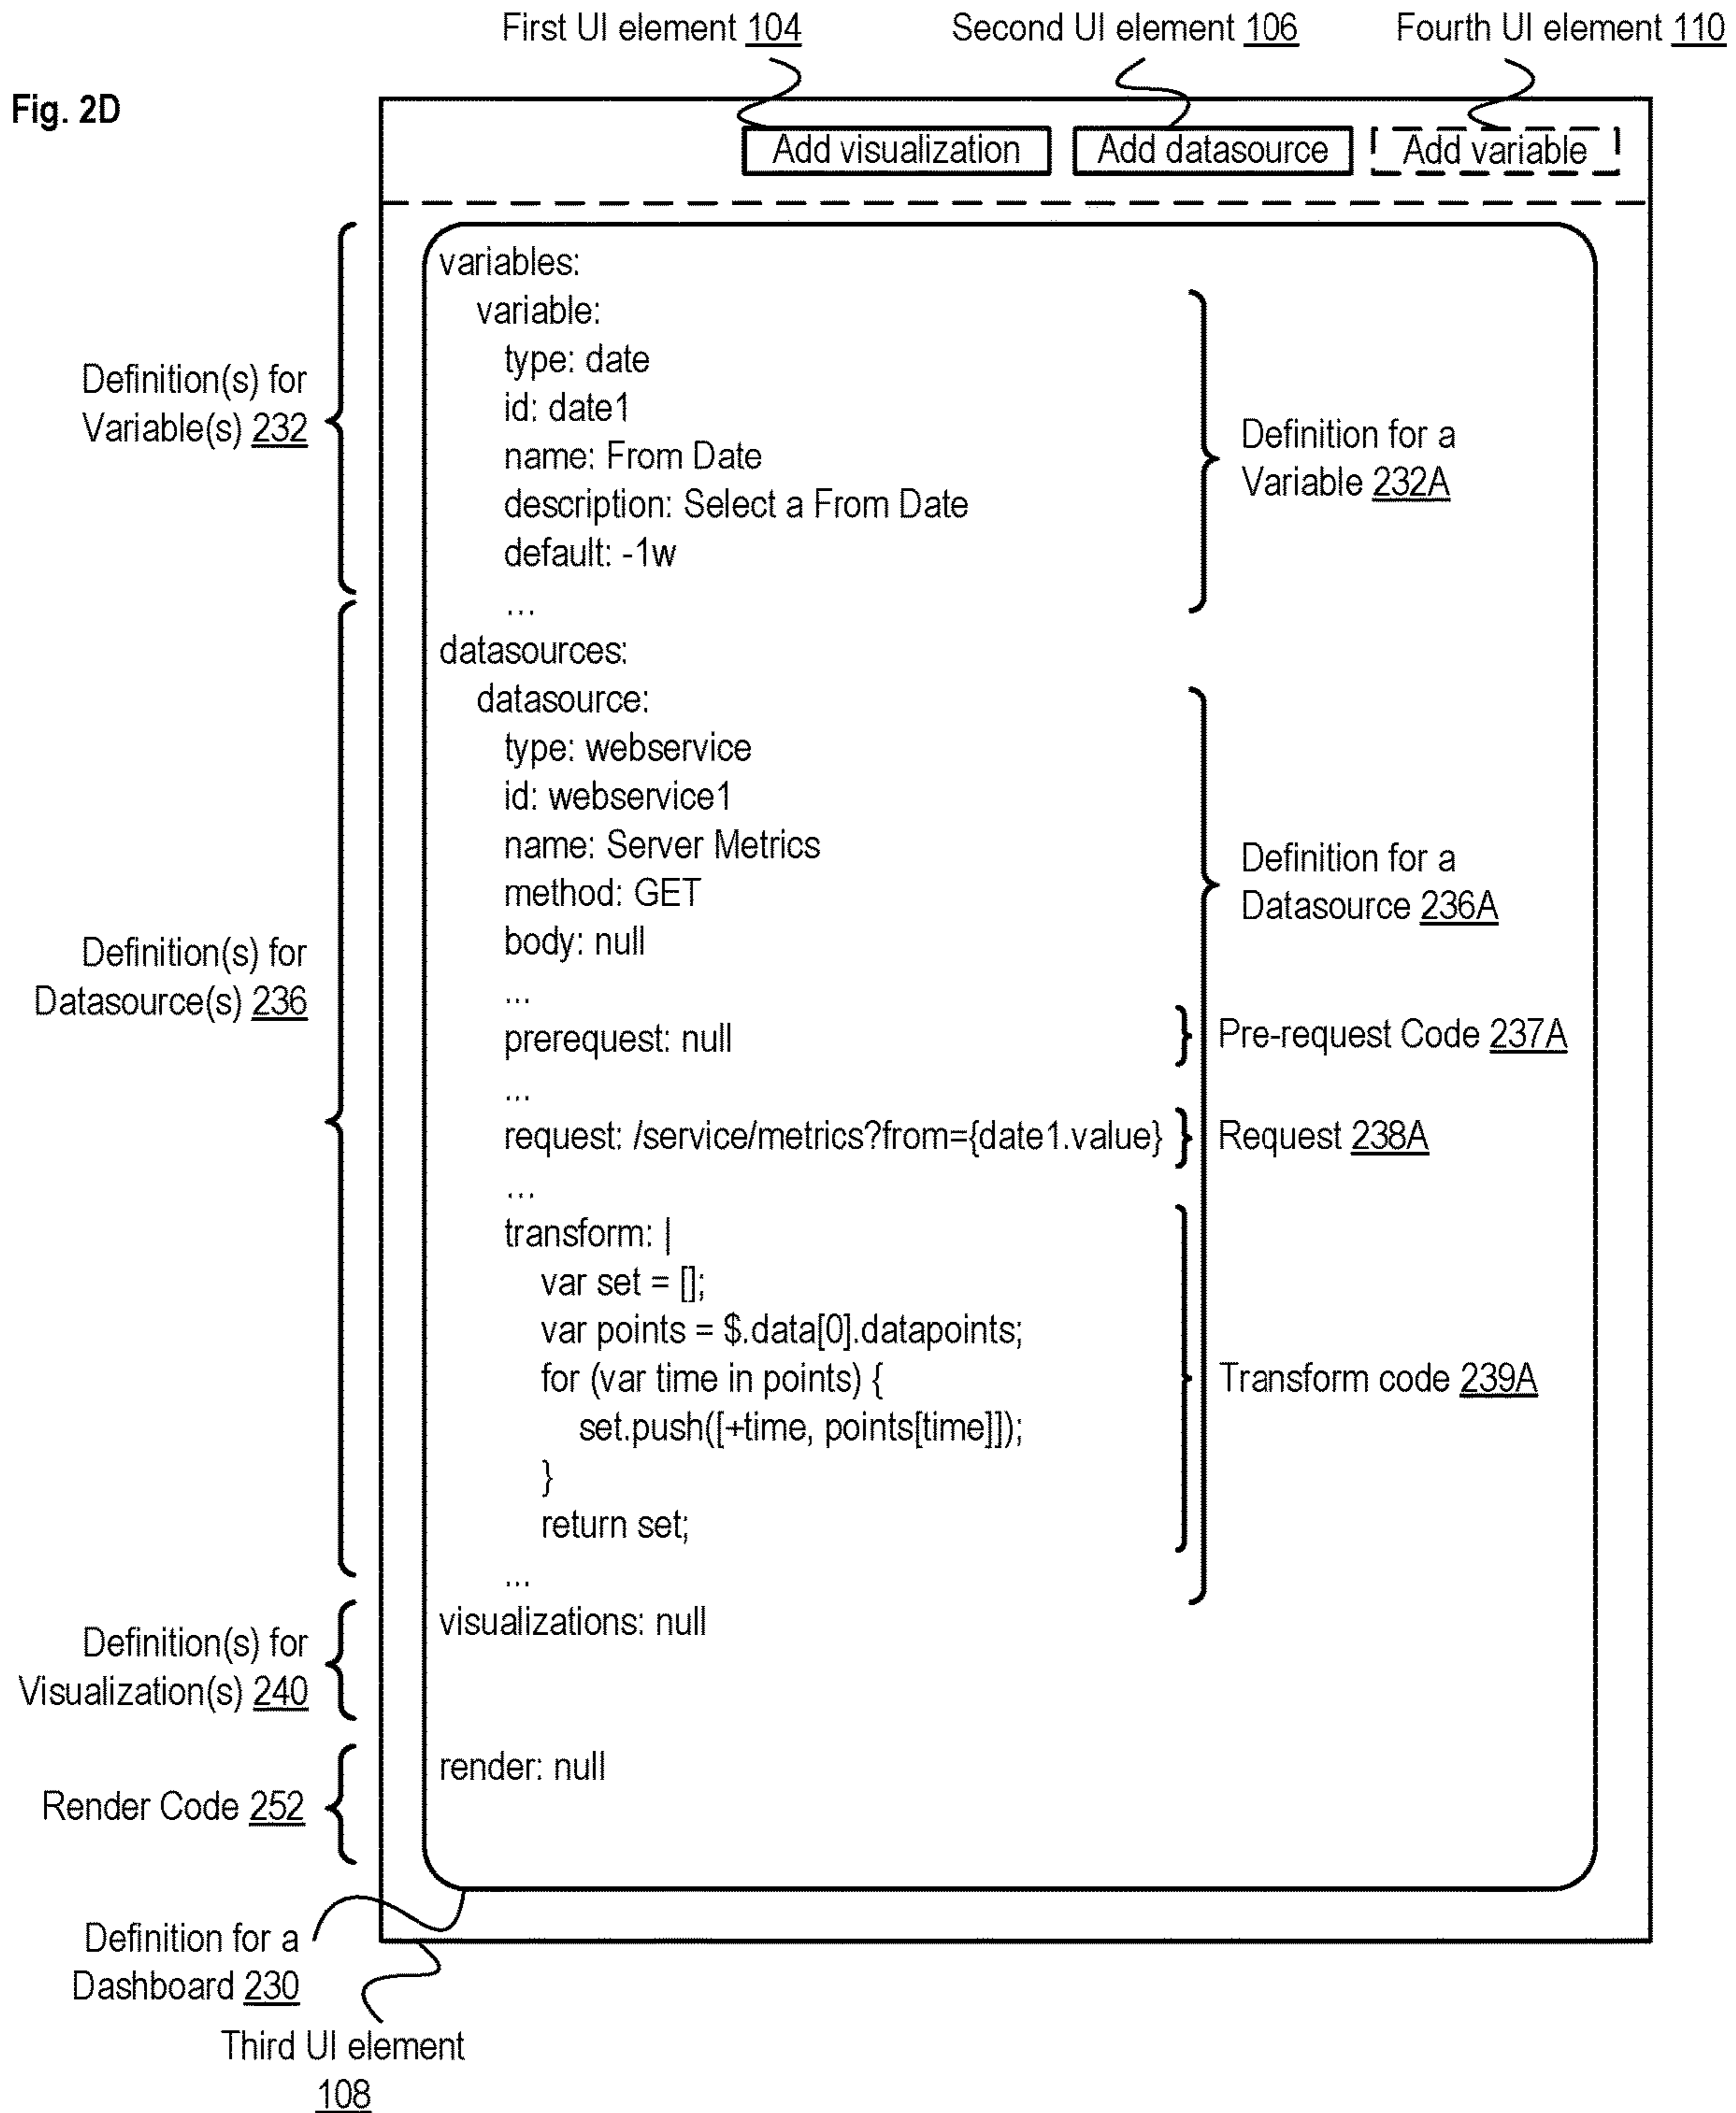 First UI element 104
Second UI element 106
Fourth UI element 110
Fig. 2D
Add visualization
Add datasource
Add variable
variables:
variable:
type: date
id: date1
name: From Date
description: Select a From Date
default: -1w
...
Definition(s) for
Variable(s) 232
Definition for a
Variable 232A
datasources:
datasource:
type: webservice
id: webservice1
name: Server Metrics
method: GET
body: null
...
prerequest: null
...
request: /service/metrics?from={date1.value}
...
transform: |
var set = [];
var points = $.data[0].datapoints;
for (var time in points) {
set.push([+time, points[time]]);
}
return set;
...
Definition(s) for
Datasource(s) 236
Definition for a
Datasource 236A
Pre-request Code 237A
Request 238A
Transform code 239A
visualizations: null
Definition(s) for
Visualization(s) 240
render: null
Render Code 252
Definition for a
Dashboard 230
Third UI element
108